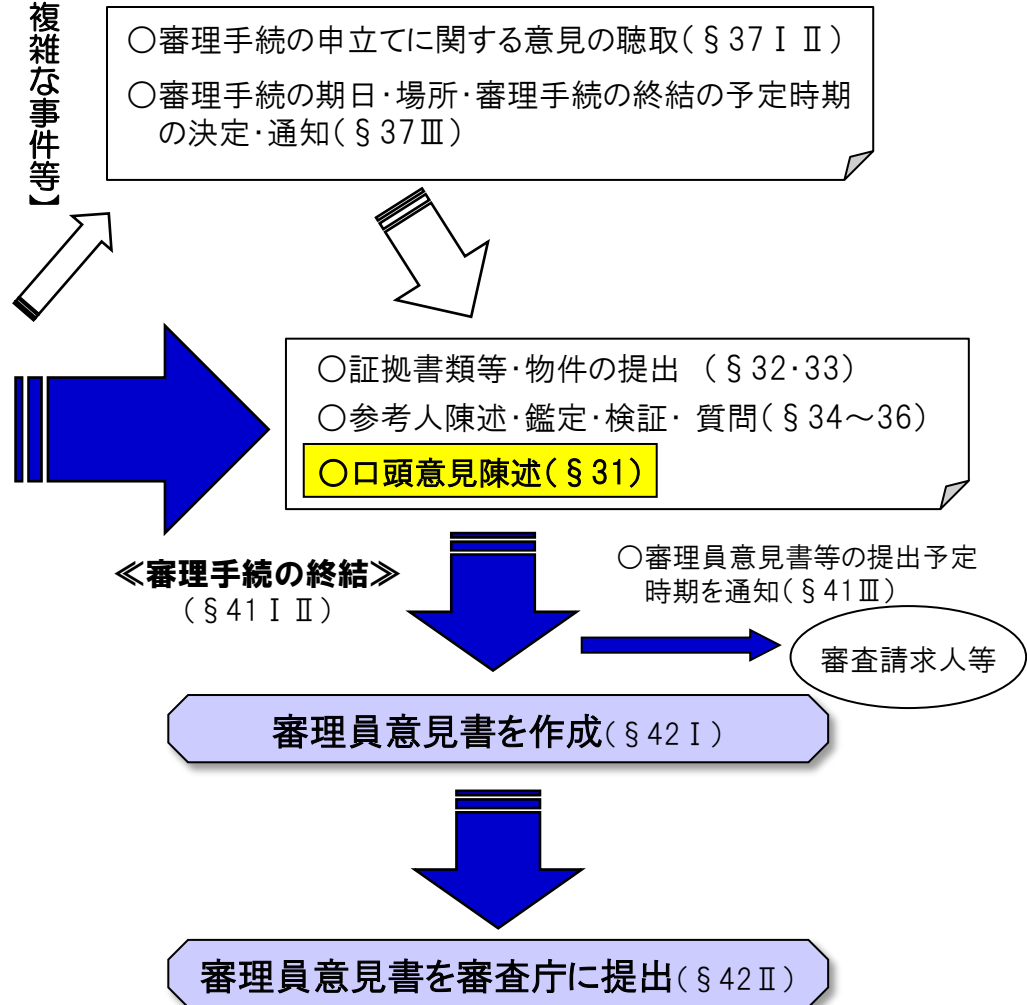 複雑な事件等】
○審理手続の申立てに関する意見の聴取(§37ⅠⅡ)
○審理手続の期日・場所・審理手続の終結の予定時期
の決定・通知(§37Ⅲ)
○証拠書類等・物件の提出 (§32・33)
○参考人陳述・鑑定・検証・ 質問(§34～36)
○口頭意見陳述(§31)
≪審理手続の終結≫
(§41ⅠⅡ)
○審理員意見書等の提出予定
時期を通知(§41Ⅲ)
審査請求人等
審理員意見書を作成(§42Ⅰ)
審理員意見書を審査庁に提出(§42Ⅱ)